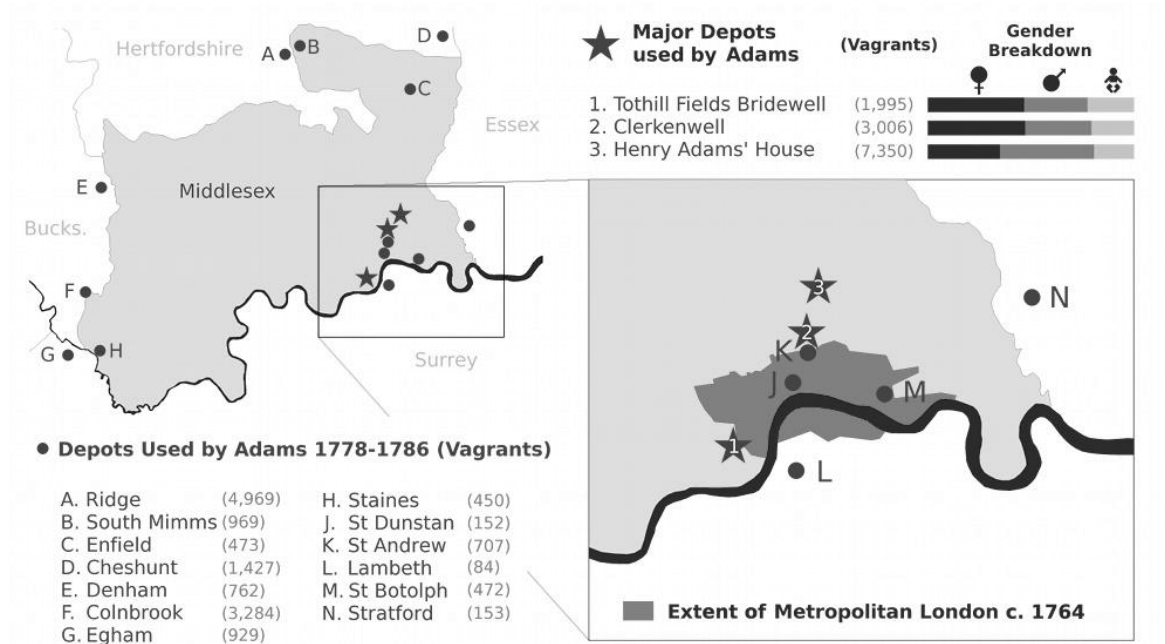 Hertfordshire
A
B
D
C
Essex
E
Middlesex
Bucks.
F
G
H
Surrey
Major Depots
used by Adams
(Vagrants)
Gender
Breakdown
1. Tothill Fields Bridewell (1,995)
2. Clerkenwell (3,006)
3. Henry Adams' House (7,350)
3
N
2
K
J
M
1
L
Extent of Metropolitan London c. 1764
Depots Used by Adams 1778-1786 (Vagrants)
A. Ridge (4,969)
B. South Mimms (969)
C. Enfield (473)
D. Cheshunt (1,427)
E. Denham (762)
F. Colnbrook (3,284)
G. Egham (929)
H. Staines (450)
J. St Dunstan (152)
K. St Andrew (707)
L. Lambeth (84)
M. St Botolph (472)
N. Stratford (153)